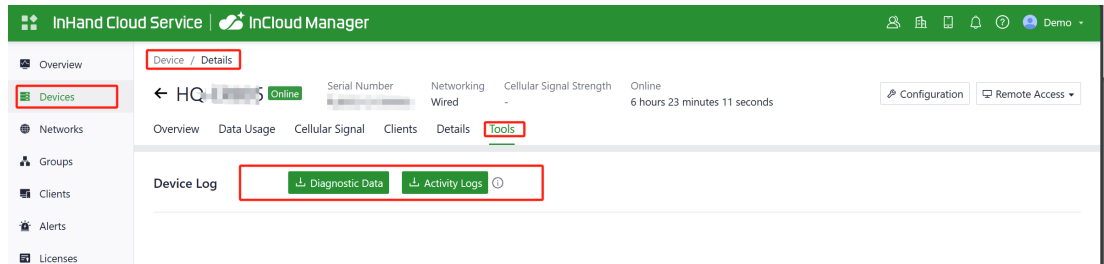 InHand Cloud Service | InCloud Manager
Demo
Overview
Devices
Networks
Groups
Clients
Alerts
Licenses
Device / Details
HQ- Online
Serial Number
Networking
Wired
Cellular Signal Strength
-
Online
6 hours 23 minutes 11 seconds
Configuration
Remote Access
Overview Data Usage Cellular Signal Clients Details Tools
Device Log
Diagnostic Data
Activity Logs